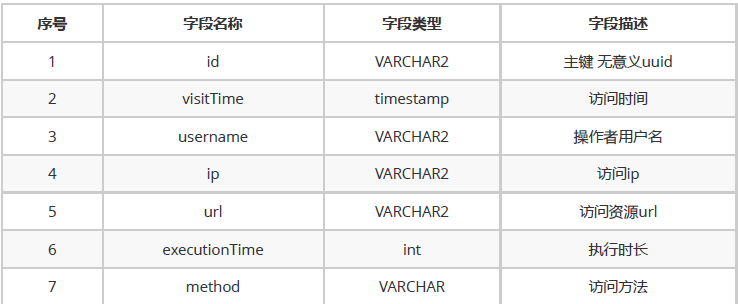 序号 字段名称 字段类型 字段描述
1 id VARCHAR2 主键 无意义uuid
2 visitTime timestamp 访问时间
3 username VARCHAR2 操作者用户名
4 ip VARCHAR2 访问ip
5 url VARCHAR2 访问资源url
6 executionTime int 执行时长
7 method VARCHAR 访问方法